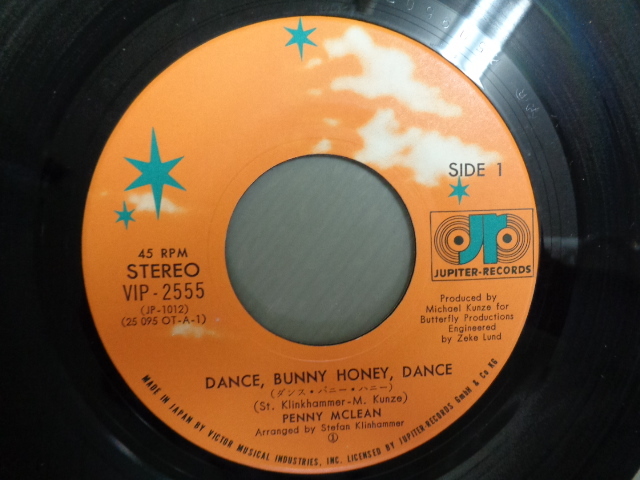 SIDE 1
JR
JUPITER-RECORDS
45 RPM
STEREO
VIP-2555
(JP-1012)
(25 095 OT-A-1)
Produced by
Michael Kunze for
Butterfly Productions
Engineered
by Zeke Lund
DANCE, BUNNY HONEY, DANCE
(ダンス・バニー・ハニー)
(St. Klinkhammer-M. Kunze)
PENNY MCLEAN
Arranged by Stefan Klinhammer
①
MADE IN JAPAN BY VICTOR MUSICAL INDUSTRIES, INC. LICENSED BY JUPITER-RECORDS GmbH & Co KG